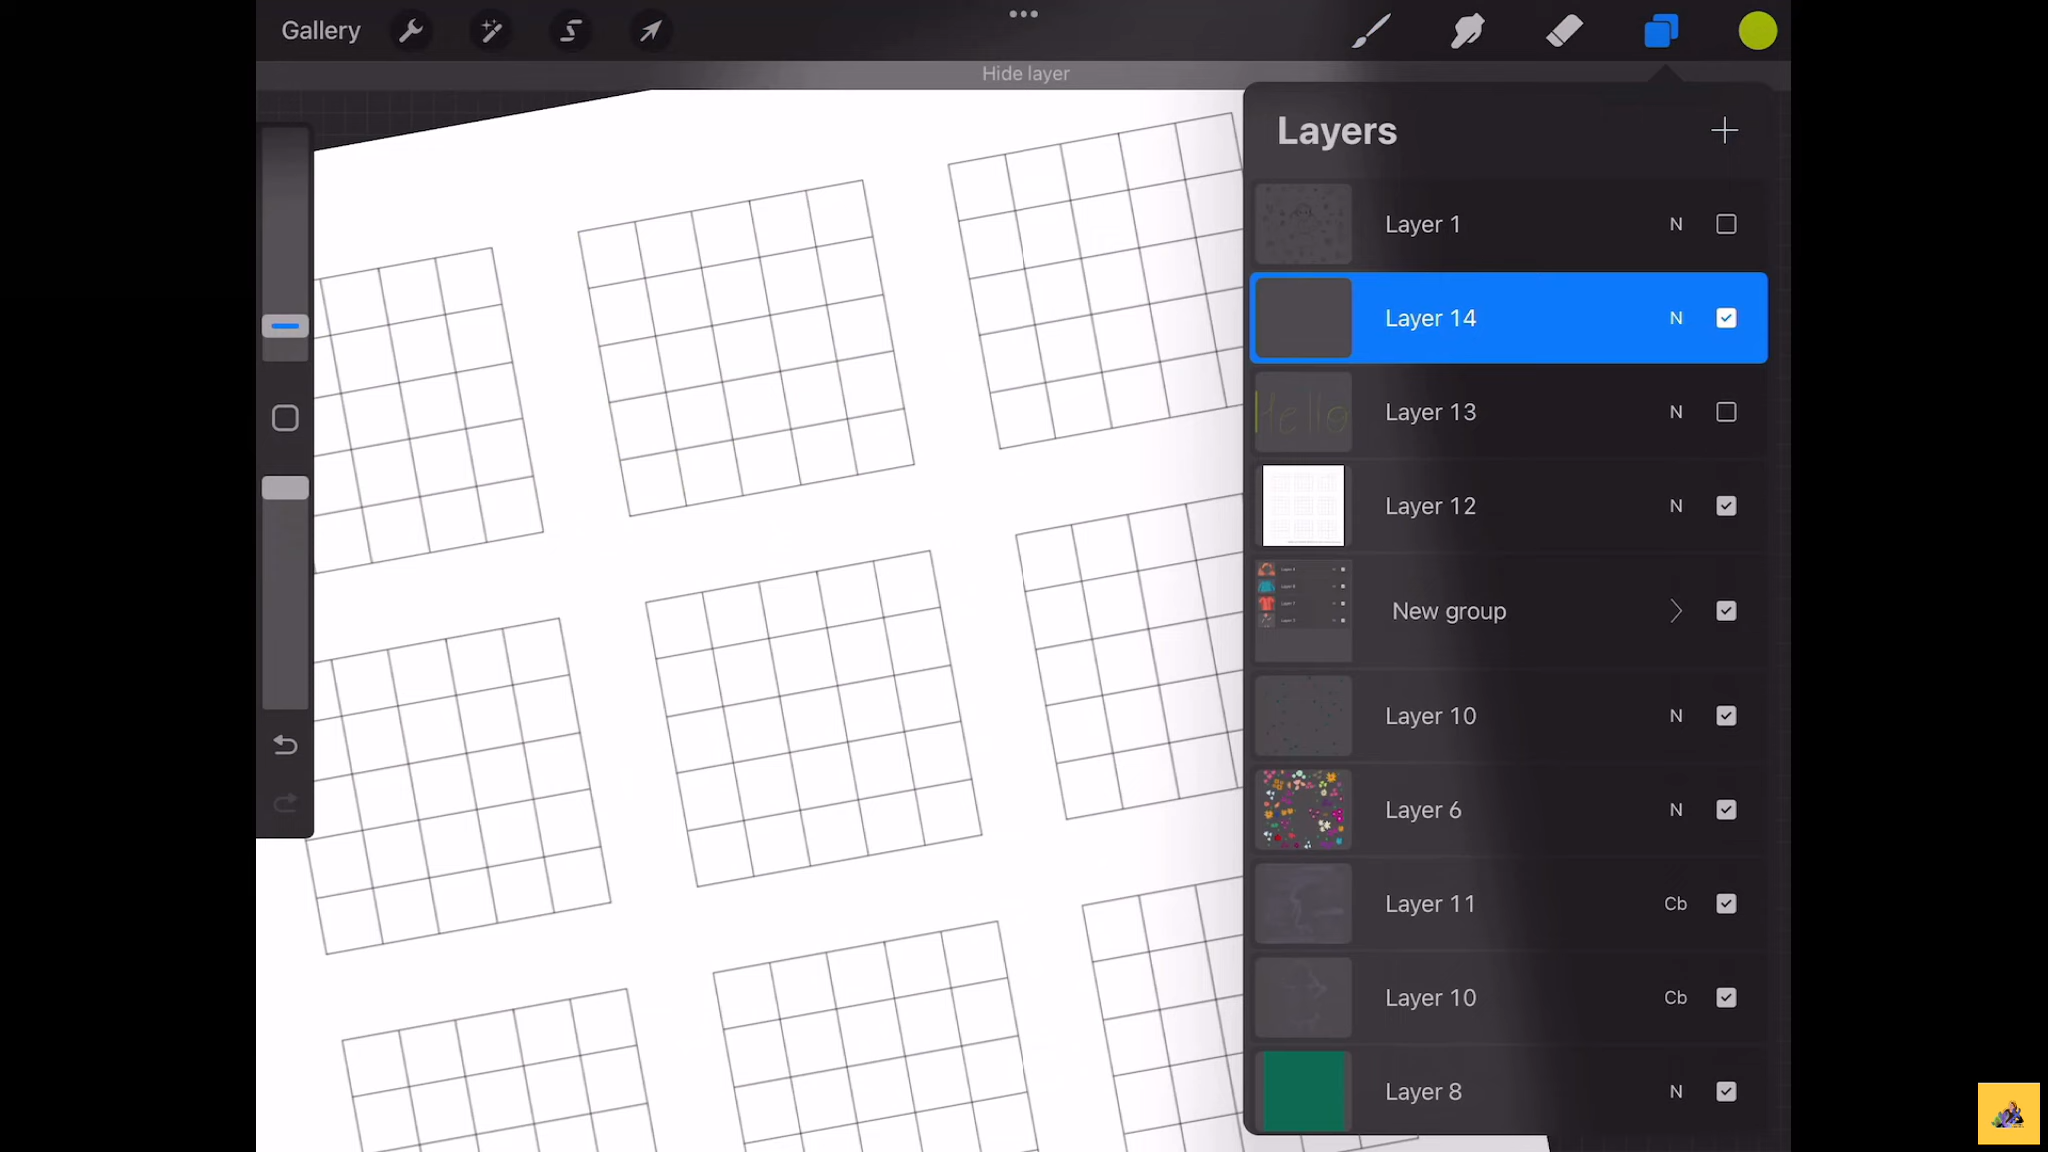 Gallery
Hide layer
Layers
Layer 1 N
Layer 14 N
Hello
Layer 13 N
Layer 12 N
New group
Layer 10 N
Layer 6 N
Layer 11 Cb
Layer 10 Cb
Layer 8 N